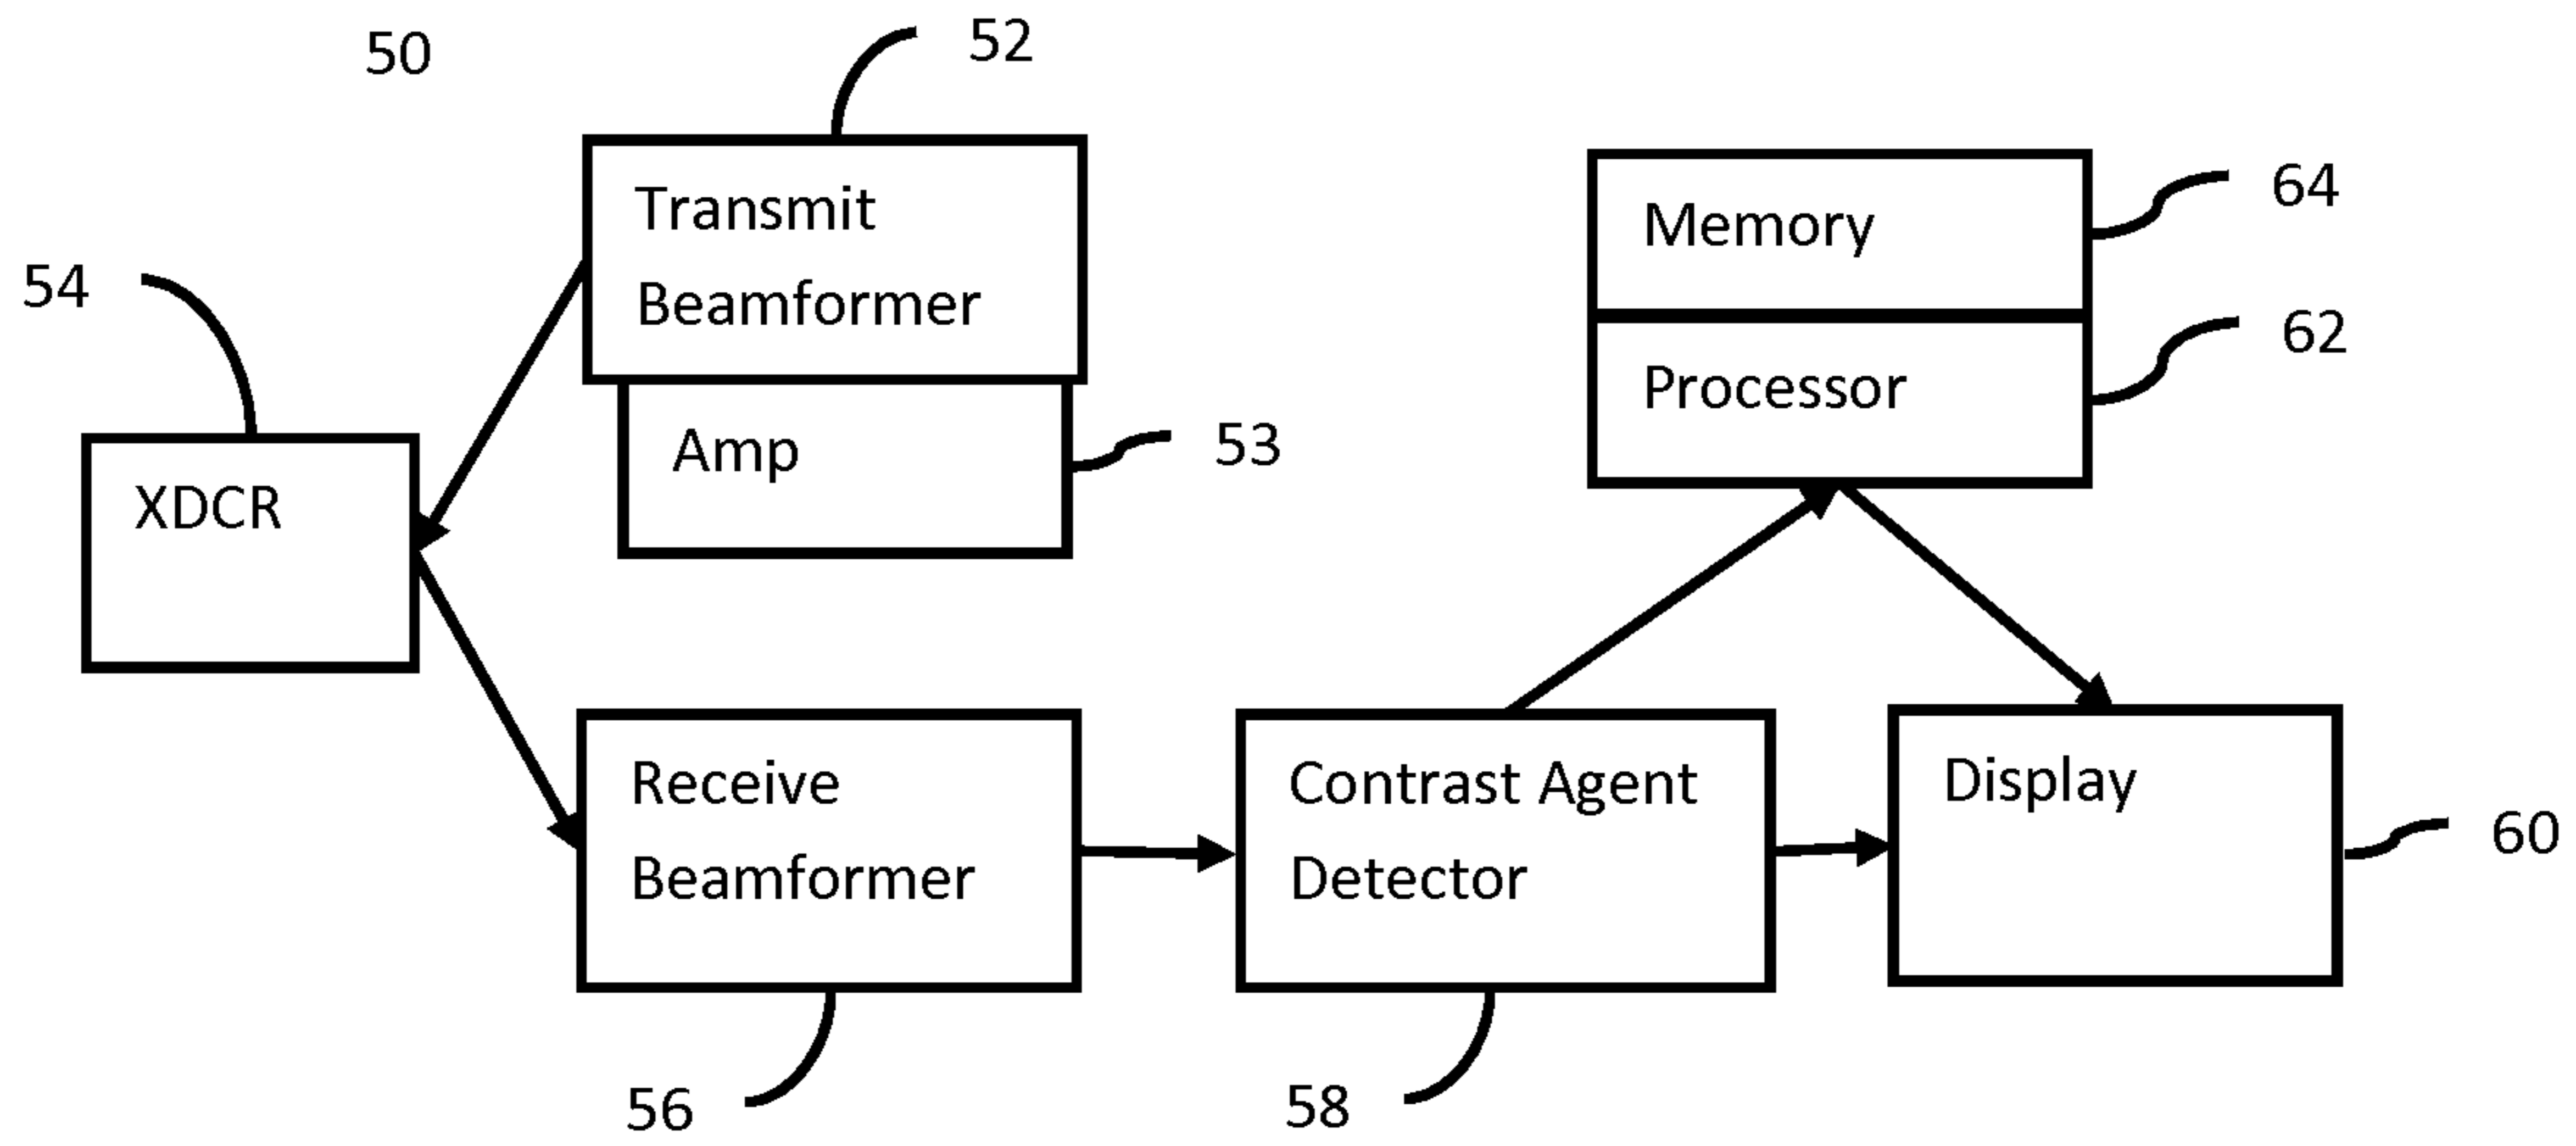 50
52
Transmit
Beamformer
Memory
64
54
Processor
62
Amp
53
XDCR
Receive
Beamformer
Contrast Agent
Detector
Display
60
56
58